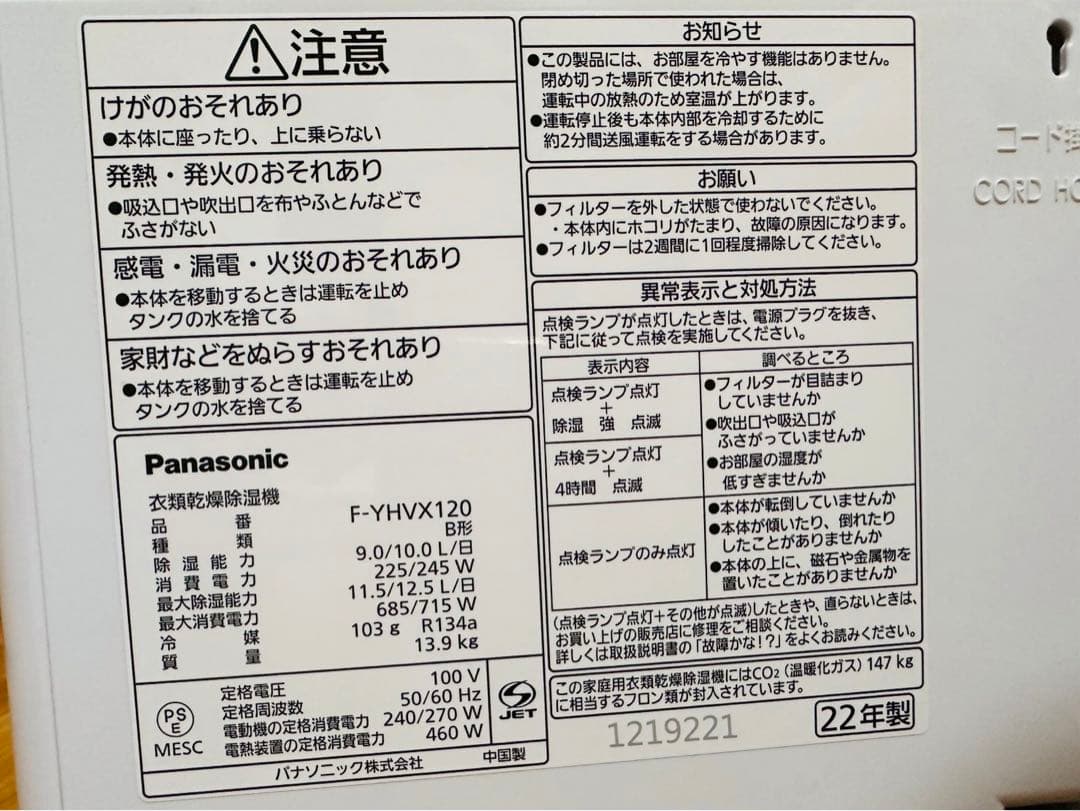 注意
けがのおそれあり
●本体に座ったり、上に乗らない
発熱・発火のおそれあり
●吸込口や吹出口を布やふとんなどで
ふさがない
感電・漏電・火災のおそれあり
●本体を移動するときは運転を止め
タンクの水を捨てる
家財などをぬらすおそれあり
●本体を移動するときは運転を止め
タンクの水を捨てる
Panasonic
衣類乾燥除湿機
品番 F-YHVX120
種類 B形
除湿能力 9.0/10.0 L/日
消費電力 225/245 W
最大除湿能力 11.5/12.5 L/日
最大消費電力 685/715 W
冷媒 103 g R134a
質量 13.9 kg
PS
E
MESC
定格電圧 100 V
定格周波数 50/60 Hz
電動機の定格消費電力 240/270 W
電熱装置の定格消費電力 460 W
JET
パナソニック株式会社 中国製
お知らせ
●この製品には、お部屋を冷やす機能はありません。
閉め切った場所で使われた場合は、
運転中の放熱のため室温が上がります。
●運転停止後も本体内部を冷却するために
約2分間送風運転をする場合があります。
お願い
●フィルターを外した状態で使わないでください。
・本体内にホコリがたまり、故障の原因になります。
●フィルターは2週間に1回程度掃除してください。
異常表示と対処方法
点検ランプが点灯したときは、電源プラグを抜き、
下記に従って点検を実施してください。
表示内容 調べるところ
点検ランプ点灯
+
除湿 強 点滅
点検ランプ点灯
+
4時間 点滅
●フィルターが目詰まり
していませんか
●吹出口や吸込口が
ふさがっていませんか
●お部屋の湿度が
低すぎませんか
点検ランプのみ点灯
●本体が転倒していませんか
●本体が傾いたり、倒れたり
したことがありませんか
●本体の上に、磁石や金属物を
置いたことがありませんか
(点検ランプ点灯+その他が点滅)したときや、直らないときは、
お買い上げの販売店に修理をご相談ください。
詳しくは取扱説明書の「故障かな!?」をよくお読みください。
この家庭用衣類乾燥除湿機にはCO₂(温暖化ガス)147 kg
に相当するフロン類が封入されています。
1219221
22年製
コード掛
CORD HO